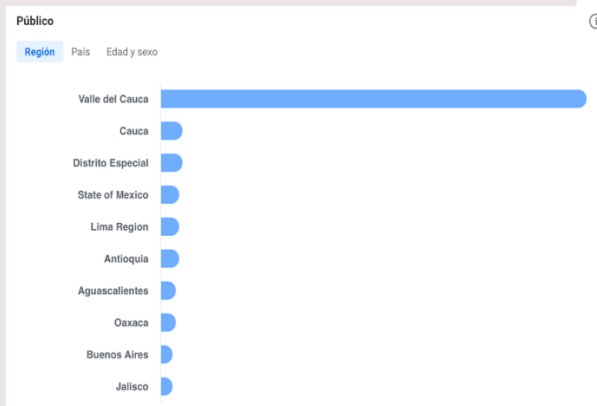 Público
Región País Edad y sexo
Valle del Cauca
Cauca
Distrito Especial
State of Mexico
Lima Region
Antioquia
Aguascalientes
Oaxaca
Buenos Aires
Jalisco